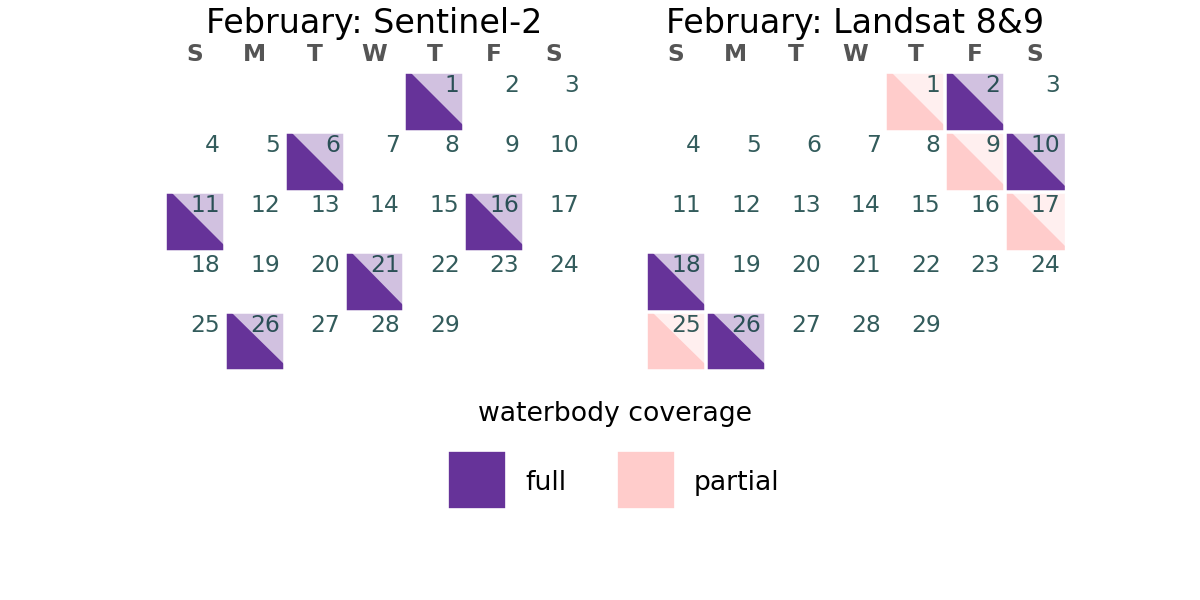 February: Sentinel-2
S M T W T F S
1 2 3
4 5 6 7 8 9 10
11 12 13 14 15 16 17
18 19 20 21 22 23 24
25 26 27 28 29
February: Landsat 8&9
S M T W T F S
1 2 3
4 5 6 7 8 9 10
11 12 13 14 15 16 17
18 19 20 21 22 23 24
25 26 27 28 29
waterbody coverage
full partial